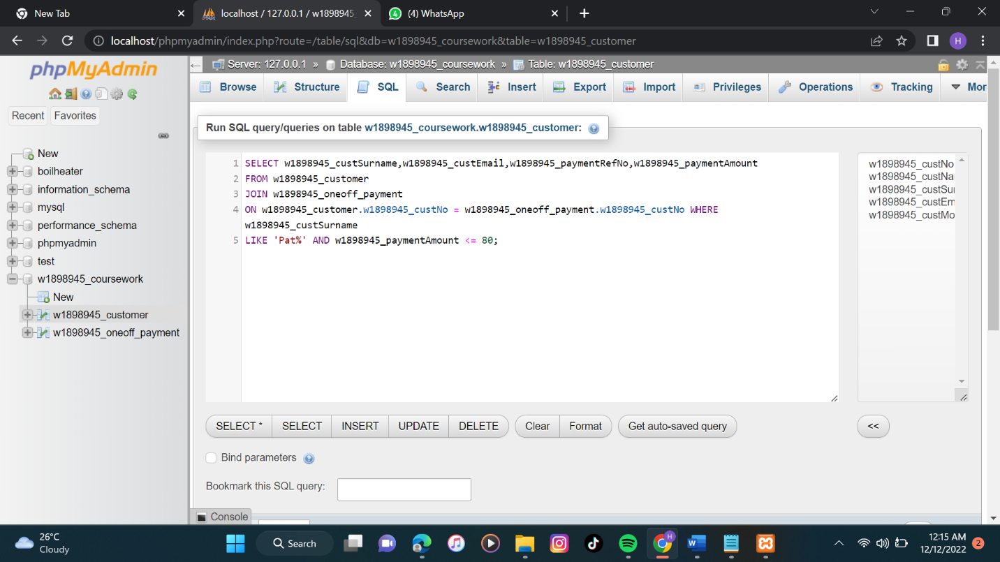 New Tab
localhost / 127.0.0.1 / w1898945_
(4) WhatsApp
localhost/phpmyadmin/index.php?route=/table/sql&db=w1898945_coursework&table=w1898945_customer
H
phpMyAdmin
Recent Favorites
New
boilheater
information_schema
mysql
performance_schema
phpmyadmin
test
w1898945_coursework
New
w1898945_customer
w1898945_oneoff_payment
Server: 127.0.0.1 » Database: w1898945_coursework » Table: w1898945_customer
Browse Structure SQL Search Insert Export Import Privileges Operations Tracking Mor
Run SQL query/queries on table w1898945_coursework.w1898945_customer:
1 SELECT w1898945_custSurname,w1898945_custEmail,w1898945_paymentRefNo,w1898945_paymentAmount
2 FROM w1898945_customer
3 JOIN w1898945_oneoff_payment
4 ON w1898945_customer.w1898945_custNo = w1898945_oneoff_payment.w1898945_custNo WHERE
w1898945_custSurname
5 LIKE 'Pat%' AND w1898945_paymentAmount <= 80;
w1898945_custNo
w1898945_custNa
w1898945_custSur
w1898945_custEm
w1898945_custMo
SELECT * SELECT INSERT UPDATE DELETE Clear Format Get auto-saved query <<
Bind parameters
Bookmark this SQL query:
Console
26°C
Cloudy
Search
H
12:15 AM
12/12/2022
2